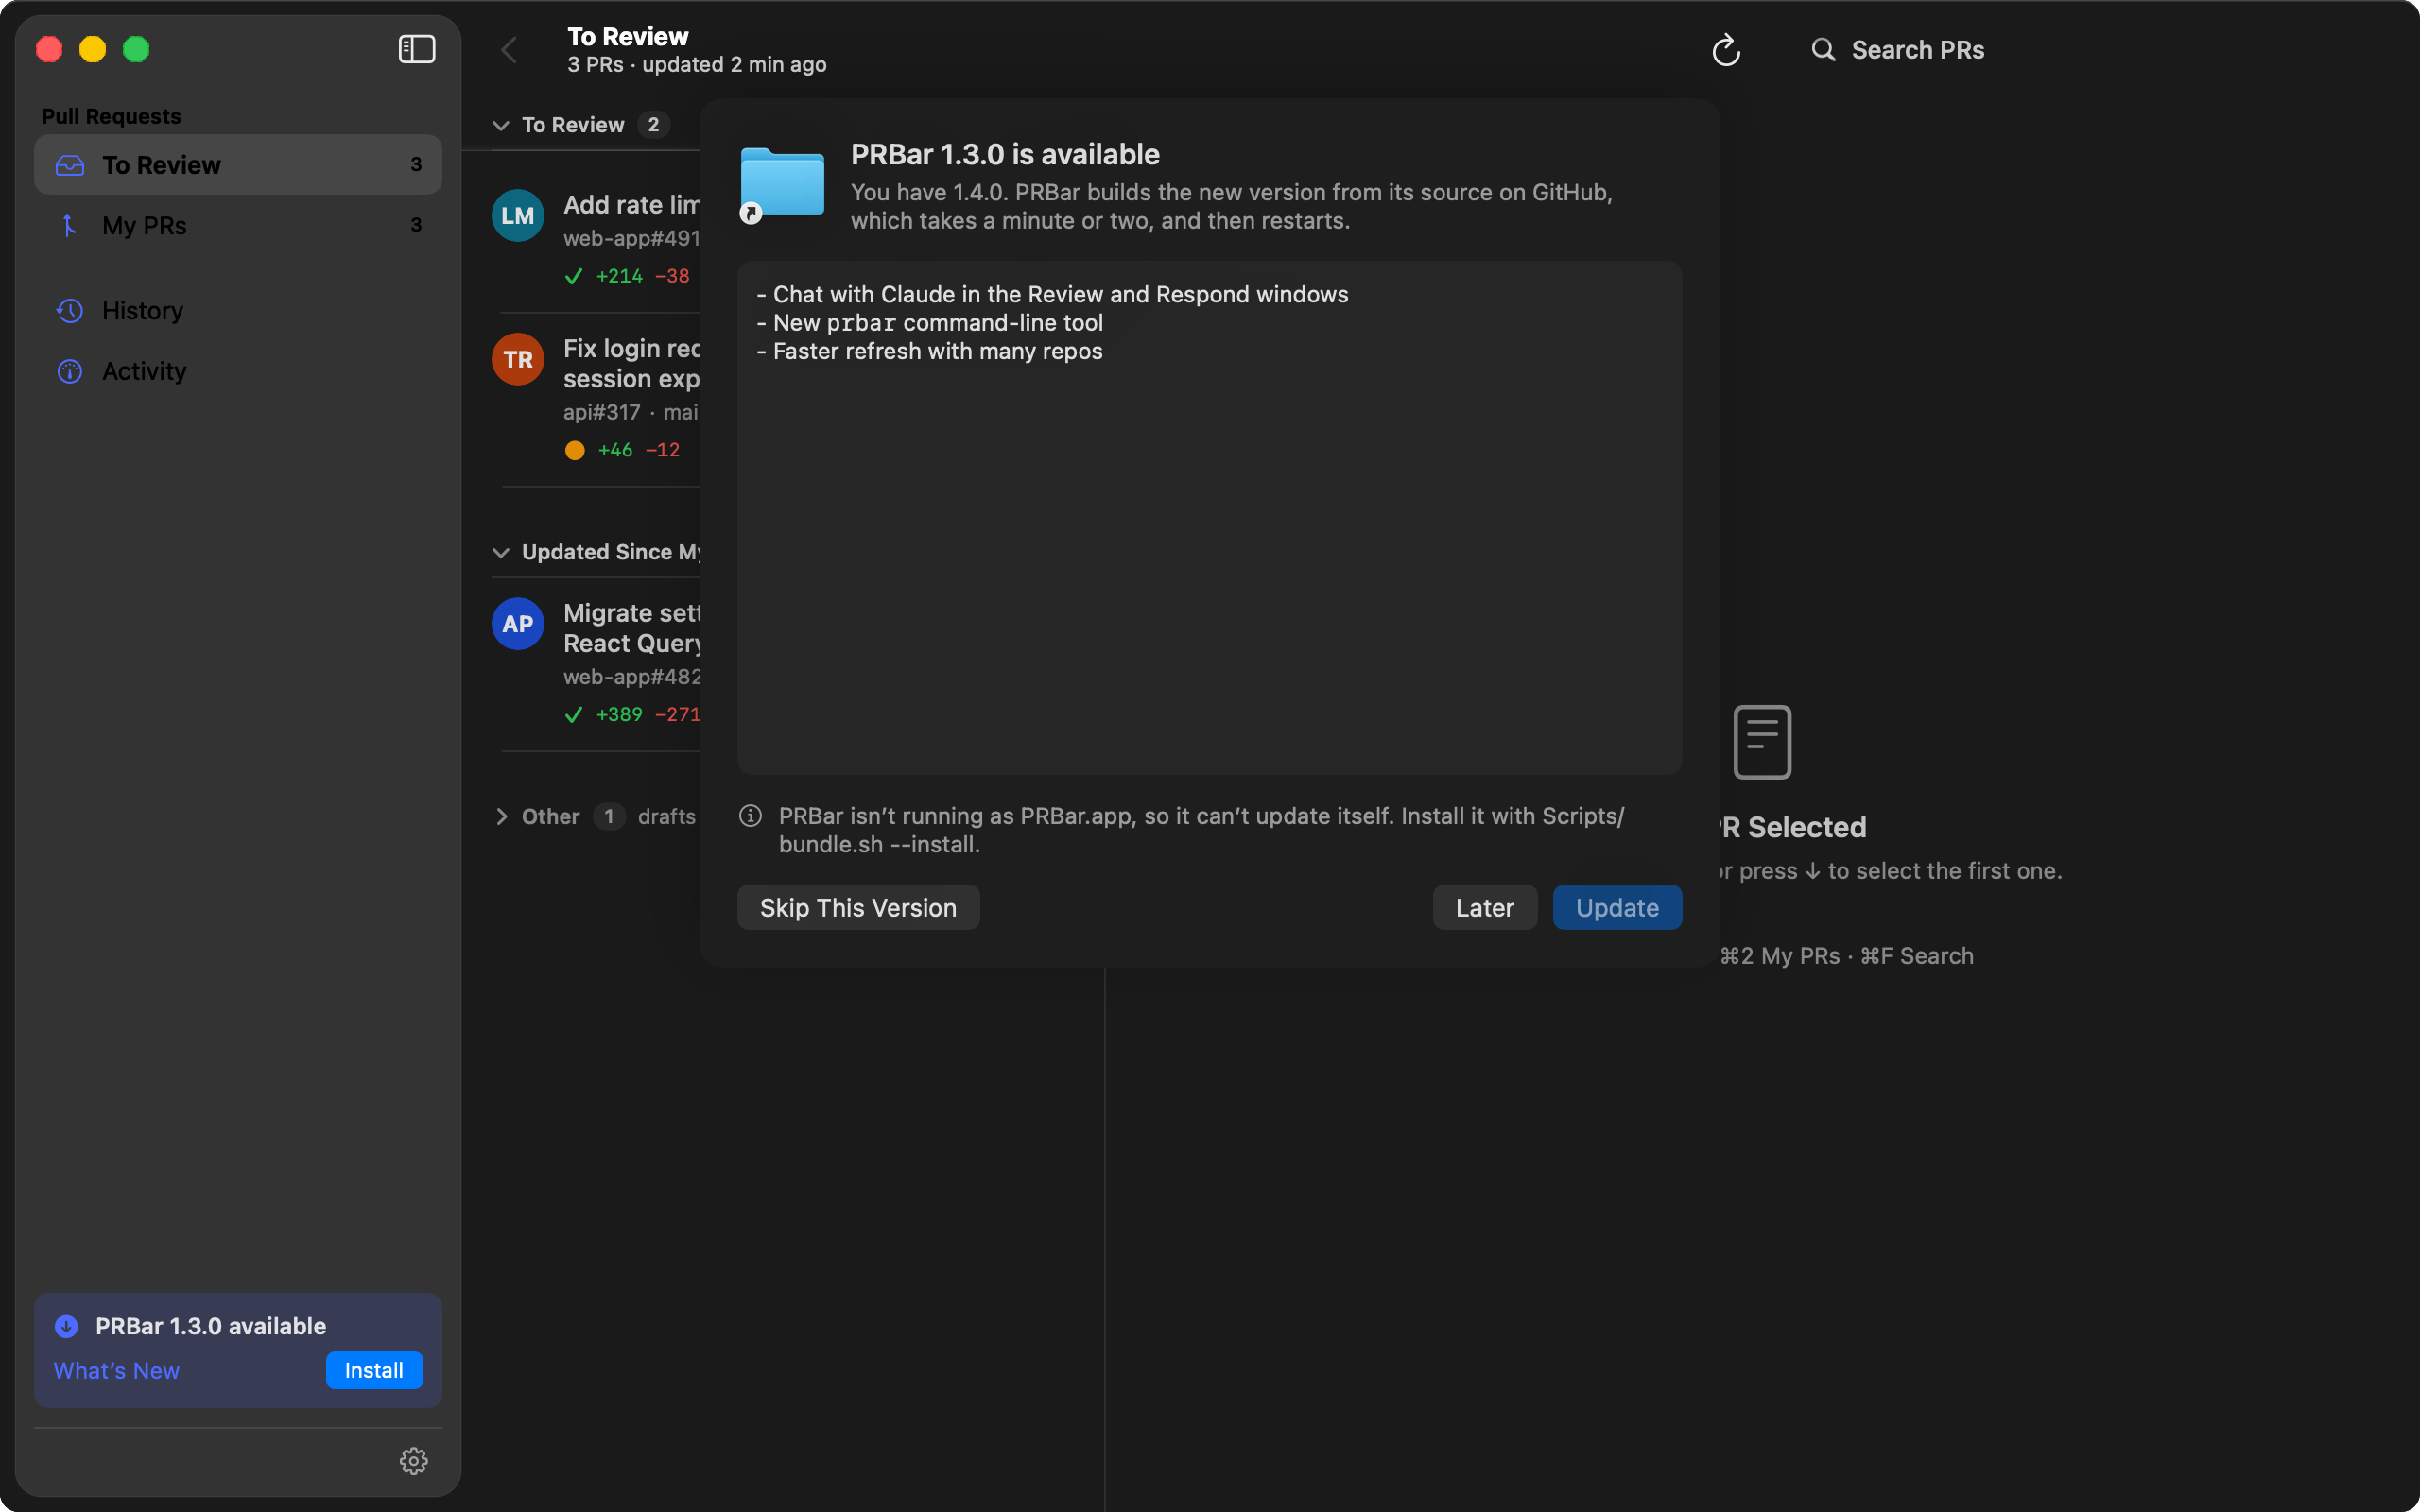 Pull Requests
To Review 3
My PRs 3
History
Activity
PRBar 1.3.0 available
What's New
Install
To Review
3 PRs · updated 2 min ago
Search PRs
To Review 2
LM
Add rate lim
web-app#491
+214 −38
TR
Fix login rec
session exp
api#317 · mai
+46 −12
Updated Since My
AP
Migrate sett
React Query
web-app#482
+389 −271
Other 1 drafts
PRBar 1.3.0 is available
You have 1.4.0. PRBar builds the new version from its source on GitHub,
which takes a minute or two, and then restarts.
- Chat with Claude in the Review and Respond windows
- New prbar command-line tool
- Faster refresh with many repos
PRBar isn’t running as PRBar.app, so it can’t update itself. Install it with Scripts/
bundle.sh --install.
Skip This Version
Later
Update
R Selected
or press ↓ to select the first one.
⌘2 My PRs · ⌘F Search